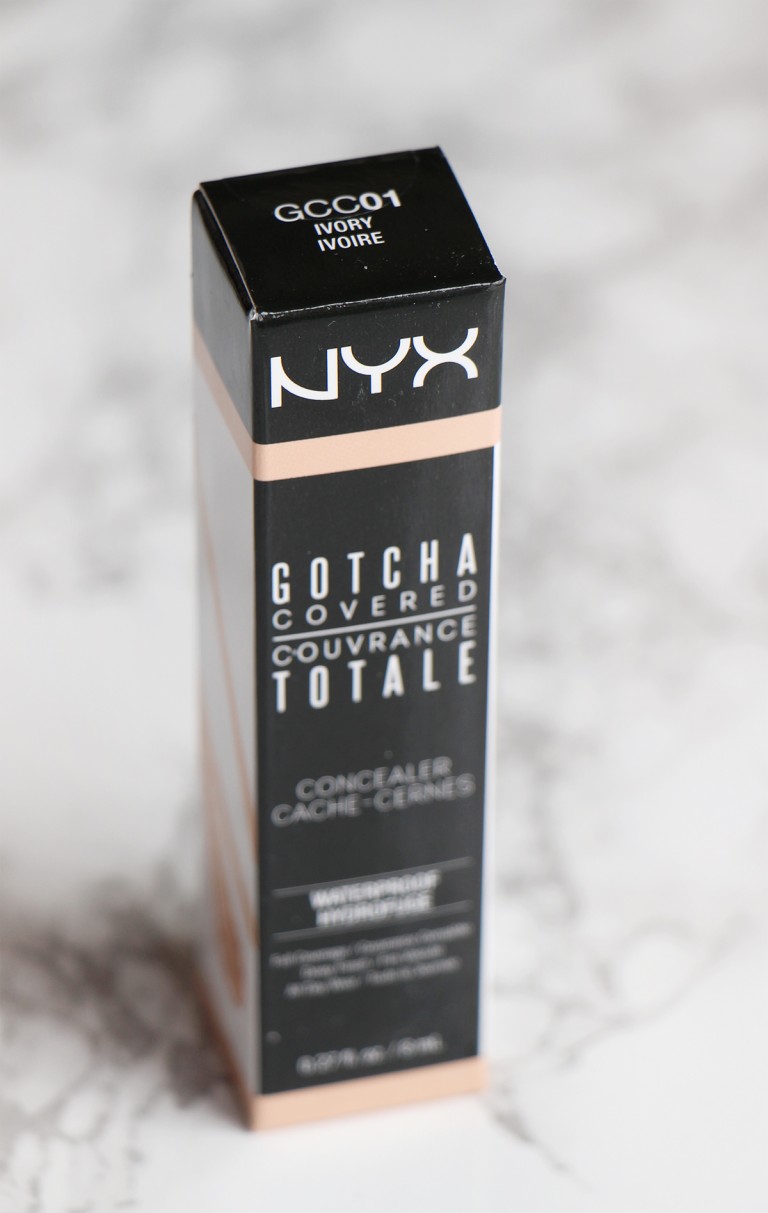 GCC01
IVORY
IVOIRE
NYX
GOTCHA
COVERED
COUVRANCE
TOTALE
CONCEALER
CACHE-CERNES
WATERPROOF
HYDROFUGE